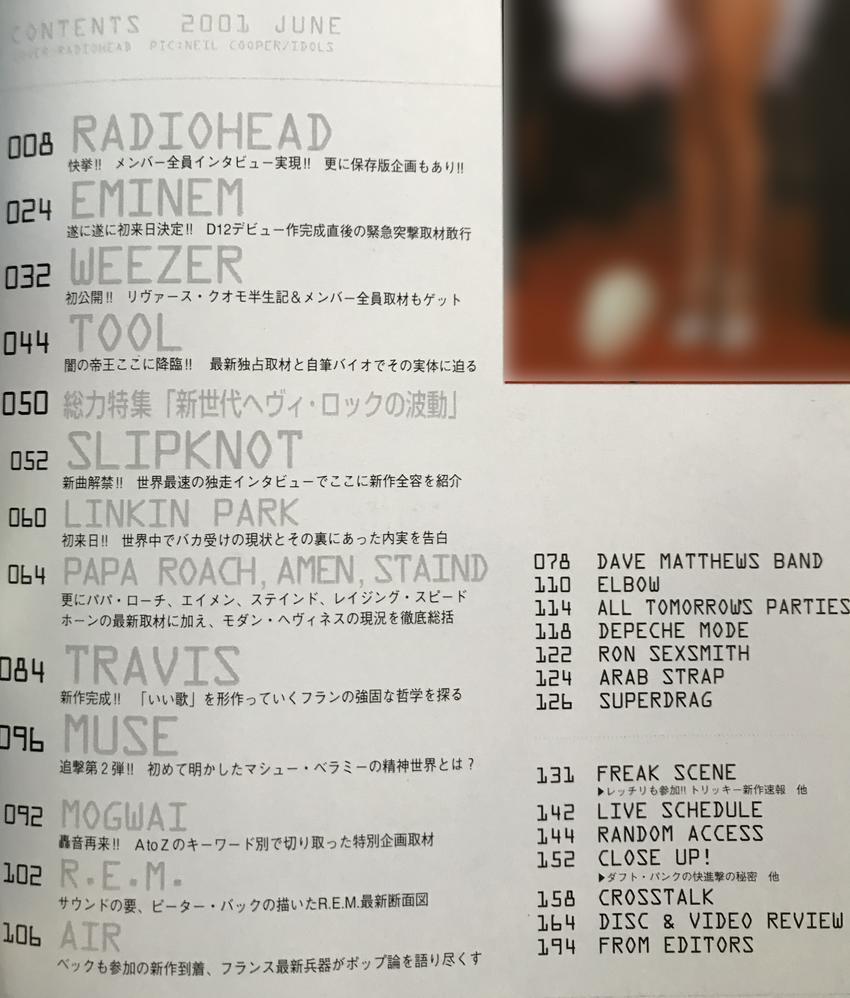 CONTENTS 2001 JUNE
COVER:RADIOHEAD PIC:NEIL COOPER/IDOLS
008 RADIOHEAD
快挙!! メンバー全員インタビュー実現!! 更に保存版企画もあり!!
024 EMINEM
遂に遂に初来日決定!! D12デビュー作完成直後の緊急突撃取材敢行
032 WEEZER
初公開!! リヴァース・クオモ半生記＆メンバー全員取材もゲット
044 TOOL
闇の帝王ここに降臨!! 最新独占取材と自筆バイオでその実体に迫る
050 総力特集「新世代ヘヴィ・ロックの波動」
052 SLIPKNOT
新曲解禁!! 世界最速の独走インタビューでここに新作全容を紹介
060 LINKIN PARK
初来日!! 世界中でバカ受けの現状とその裏にあった内実を告白
064 PAPA ROACH, AMEN, STAIND
更にパパ・ローチ、エイメン、ステインド、レイジング・スピード
ホーンの最新取材に加え、モダン・ヘヴィネスの現況を徹底総括
084 TRAVIS
新作完成!! 「いい歌」を形作っていくフランの強固な哲学を探る
096 MUSE
追撃第2弾!! 初めて明かしたマシュー・ベラミーの精神世界とは？
092 MOGWAI
轟音再来!! AtoZのキーワード別で切り取った特別企画取材
102 R.E.M.
サウンドの要、ピーター・バックの描いたR.E.M.最新断面図
106 AIR
ベックも参加の新作到着、フランス最新兵器がポップ論を語り尽くす
078 DAVE MATTHEWS BAND
110 ELBOW
114 ALL TOMORROWS PARTIES
118 DEPECHE MODE
122 RON SEXSMITH
124 ARAB STRAP
126 SUPERDRAG
131 FREAK SCENE
▶レッチリも参加!! トリッキー新作速報 他
142 LIVE SCHEDULE
144 RANDOM ACCESS
152 CLOSE UP!
▶ダフト・パンクの快進撃の秘密 他
158 CROSSTALK
164 DISC & VIDEO REVIEW
194 FROM EDITORS